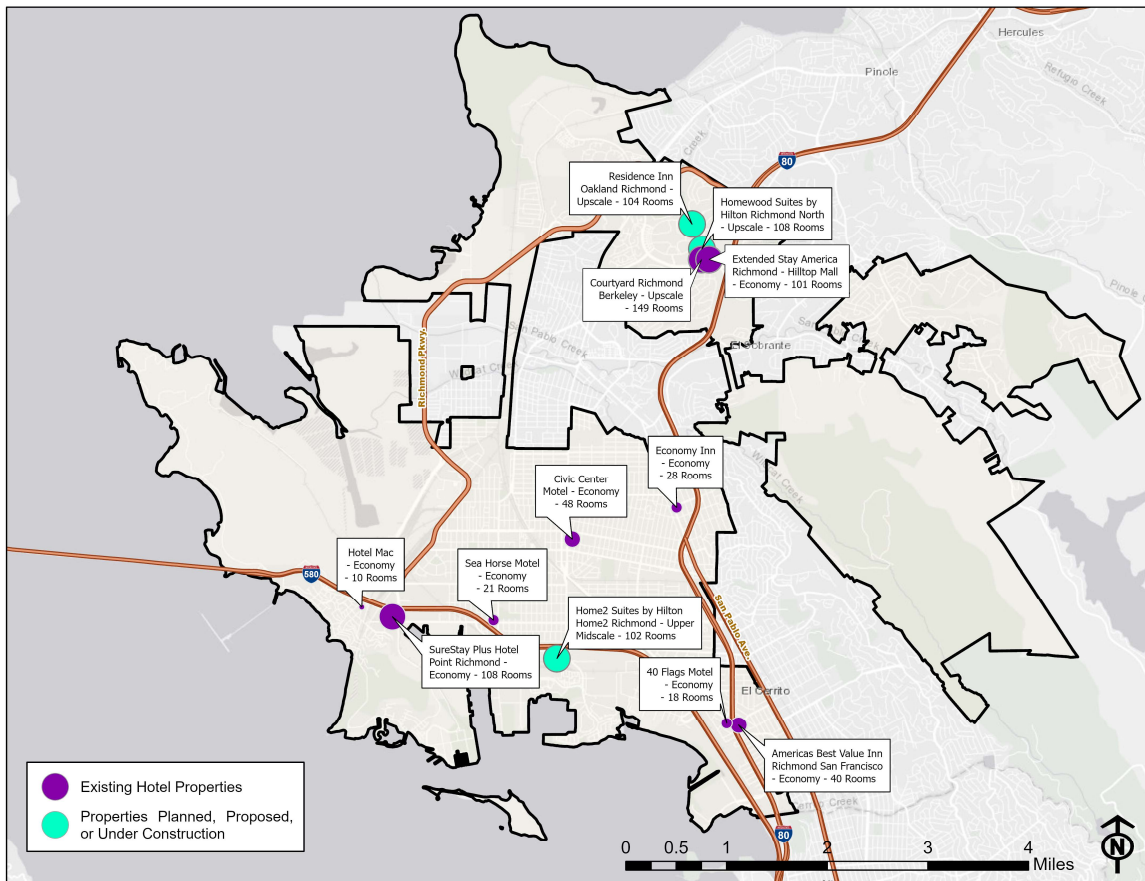 Hercules
Pinole
Refugio Creek
Creek
80
Residence Inn
Oakland Richmond -
Upscale - 104 Rooms
Homewood Suites by
Hilton Richmond North
- Upscale - 108 Rooms
Extended Stay America
Richmond - Hilltop Mall
- Economy - 101 Rooms
Courtyard Richmond
Berkeley - Upscale
- 149 Rooms
Pinole Creek
San Pablo Creek
El Sobrante
Richmond Pkwy.
Wildcat Creek
Economy Inn
- Economy
- 28 Rooms
Civic Center
Motel - Economy
- 48 Rooms
Hotel Mac
- Economy
- 10 Rooms
580
Sea Horse Motel
- Economy
- 21 Rooms
Home2 Suites by Hilton
Home2 Richmond - Upper
Midscale - 102 Rooms
San Pablo Ave.
SureStay Plus Hotel
Point Richmond -
Economy - 108 Rooms
40 Flags Motel
- Economy
- 18 Rooms
El Cerrito
Americas Best Value Inn
Richmond San Francisco
- Economy - 40 Rooms
Creek
80
Existing Hotel Properties
Properties Planned, Proposed,
or Under Construction
0 0.5 1 2 3 4
Miles
N